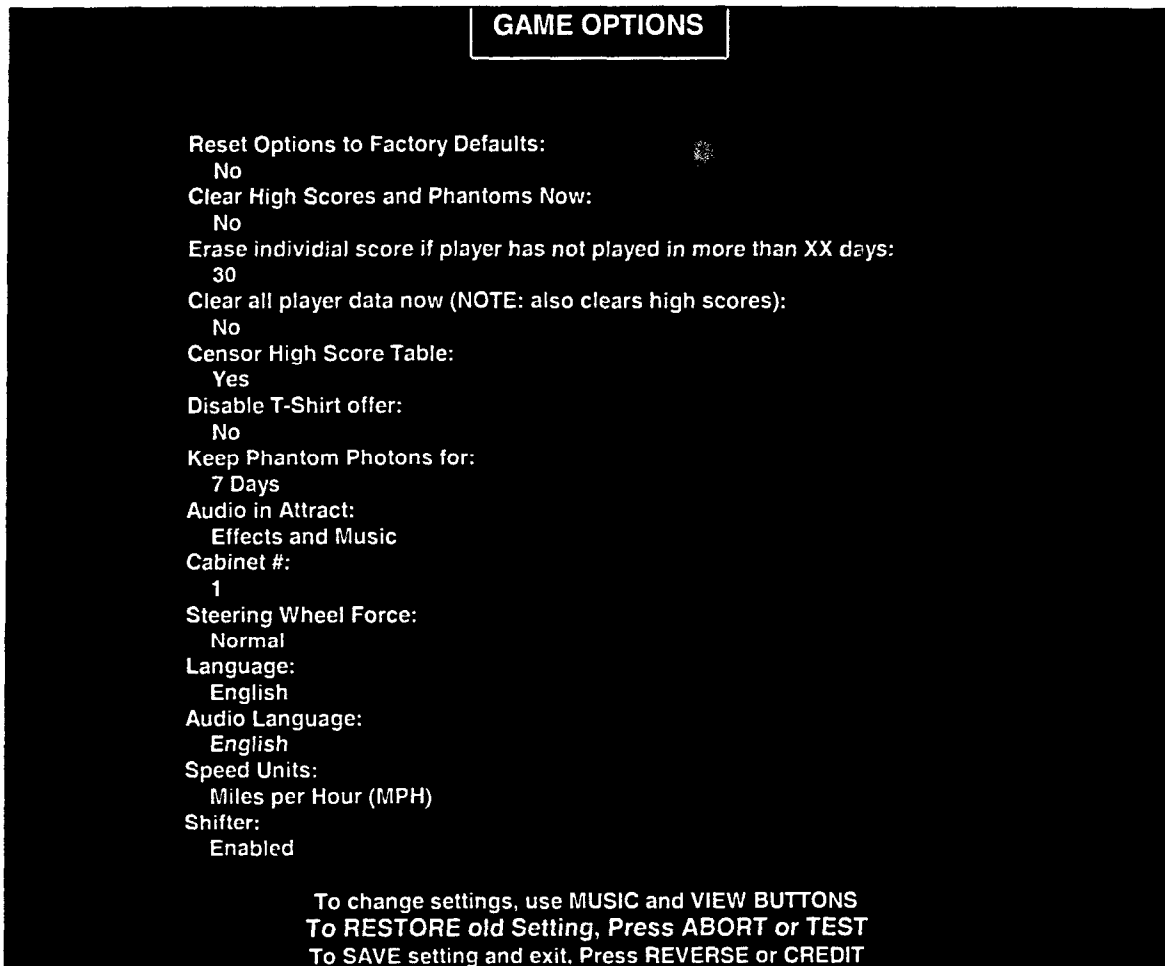 GAME OPTIONS
Reset Options to Factory Defaults:
No
Clear High Scores and Phantoms Now:
No
Erase individial score if player has not played in more than XX days:
30
Clear all player data now (NOTE: also clears high scores):
No
Censor High Score Table:
Yes
Disable T-Shirt offer:
No
Keep Phantom Photons for:
7 Days
Audio in Attract:
Effects and Music
Cabinet #:
1
Steering Wheel Force:
Normal
Language:
English
Audio Language:
English
Speed Units:
Miles per Hour (MPH)
Shifter:
Enabled
To change settings, use MUSIC and VIEW BUTTONS
To RESTORE old Setting, Press ABORT or TEST
To SAVE setting and exit, Press REVERSE or CREDIT